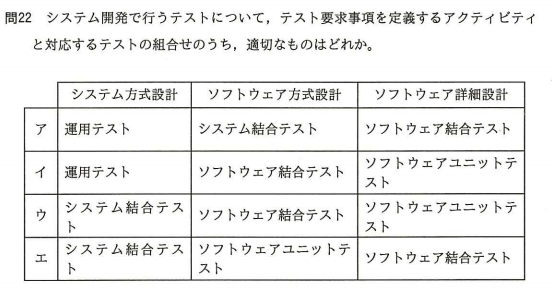 問22 システム開発で行うテストについて，テスト要求事項を定義するアクティビティ
と対応するテストの組合せのうち，適切なものはどれか。
システム方式設計 ソフトウェア方式設計 ソフトウェア詳細設計
ア 運用テスト システム結合テスト ソフトウェア結合テスト
イ 運用テスト ソフトウェア結合テスト ソフトウェアユニットテ
スト
ウ システム結合テス ソフトウェア結合テスト ソフトウェアユニットテ
ト スト
エ システム結合テス ソフトウェアユニットテ ソフトウェア結合テスト
ト スト